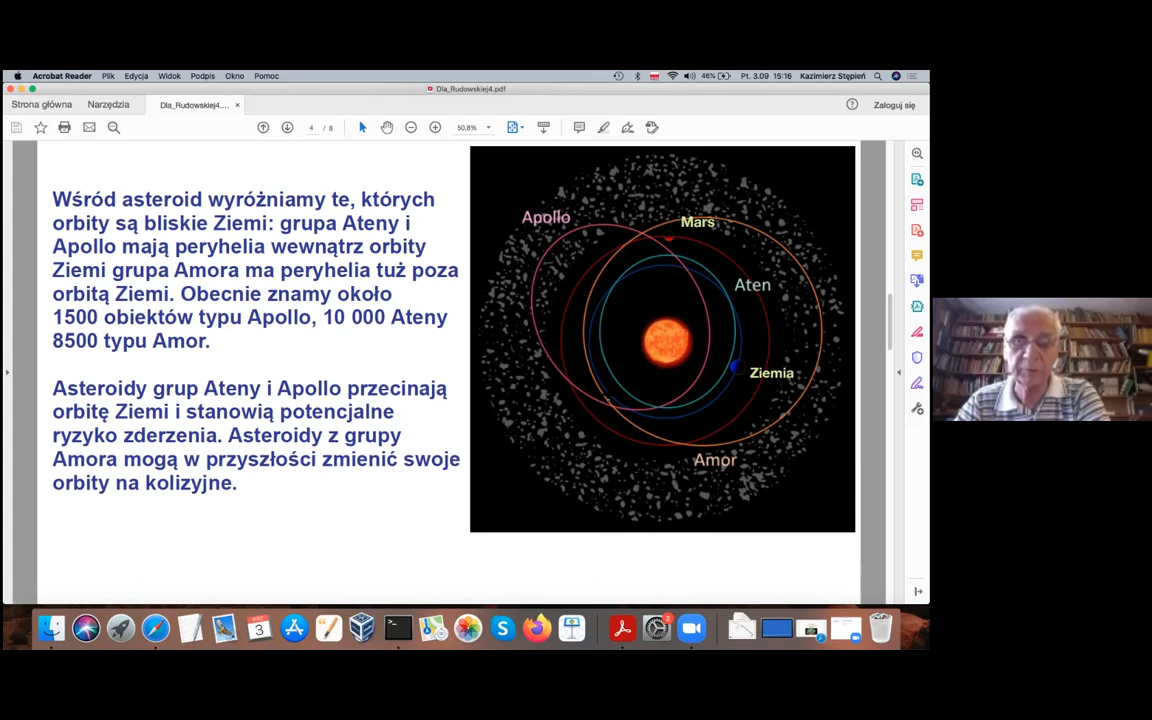 Acrobat Reader Plik Edycja Widok Podpis Okno Pomoc 46% Pt. 3.09 15:16 Kazimierz Stępień
Dla_Rudowskiej4.pdf
Strona główna Narzędzia Dla_Rudowskiej4.... × Zaloguj się
4 / 8 50,8%
Wśród asteroid wyróżniamy te, których
orbity są bliskie Ziemi: grupa Ateny i
Apollo mają peryhelia wewnątrz orbity
Ziemi grupa Amora ma peryhelia tuż poza
orbitą Ziemi. Obecnie znamy około
1500 obiektów typu Apollo, 10 000 Ateny
8500 typu Amor.
Asteroidy grup Ateny i Apollo przecinają
orbitę Ziemi i stanowią potencjalne
ryzyko zderzenia. Asteroidy z grupy
Amora mogą w przyszłości zmienić swoje
orbity na kolizyjne.
Apollo
Mars
Aten
Ziemia
Amor
3
2